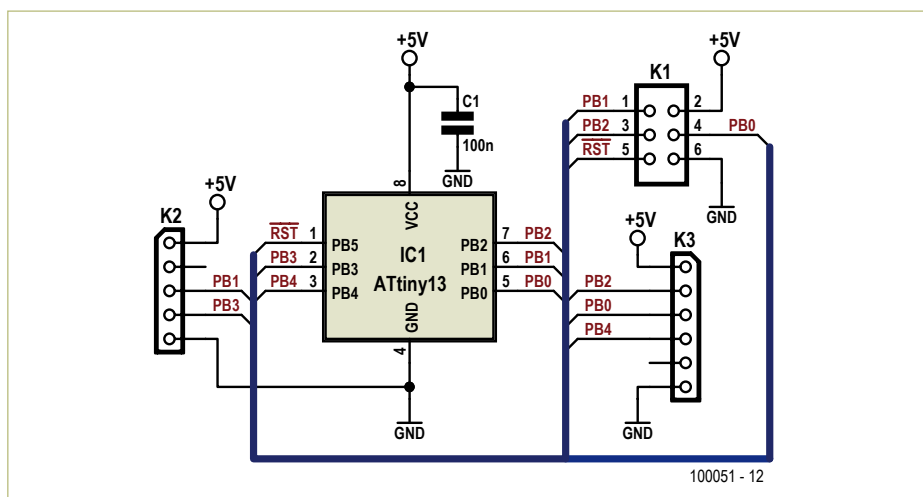 +5V
+5V
K1
C1
100n
GND
PB1 1 2
PB2 3 4 PB0
RST 5 6
GND
+5V
K2
8
VCC
RST 1 PB5
PB3 2 PB3
PB4 3 PB4
IC1
ATtiny13
GND
4
PB2 7 PB2
PB1 6 PB1
PB0 5 PB0
PB1
PB3
+5V
K3
PB2
PB0
PB4
GND
GND
100051 - 12